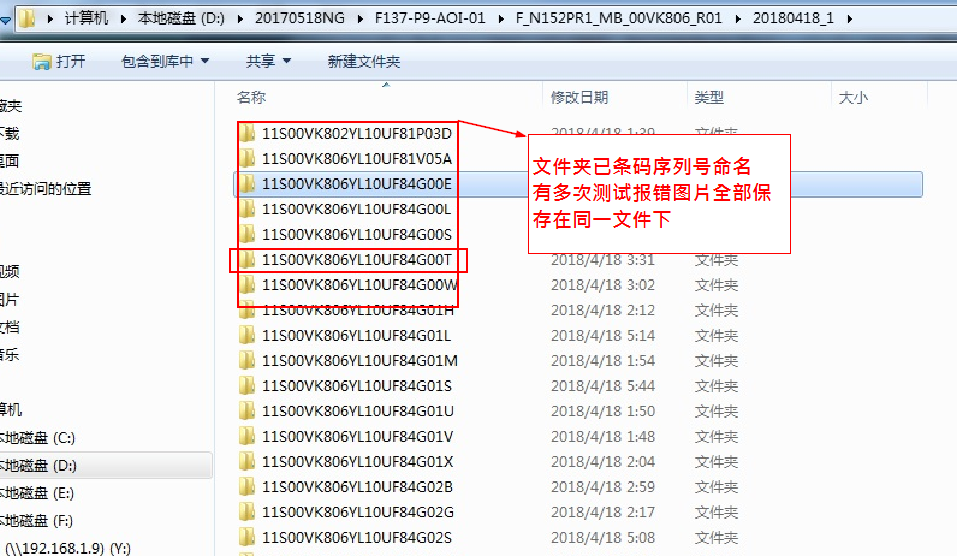 计算机 ▶ 本地磁盘 (D:) ▶ 20170518NG ▶ F137-P9-AOI-01 ▶ F_N152PR1_MB_00VK806_R01 ▶ 20180418_1 ▶
打开 包含到库中 共享 新建文件夹
名称 修改日期 类型 大小
11S00VK802YL10UF81P03D 2018/4/18 1:39 文件夹
11S00VK806YL10UF81V05A
11S00VK806YL10UF84G00E
11S00VK806YL10UF84G00L
11S00VK806YL10UF84G00S
11S00VK806YL10UF84G00T 2018/4/18 3:31 文件夹
11S00VK806YL10UF84G00W 2018/4/18 3:02 文件夹
11S00VK806YL10UF84G01H 2018/4/18 2:12 文件夹
11S00VK806YL10UF84G01L 2018/4/18 5:14 文件夹
11S00VK806YL10UF84G01M 2018/4/18 1:54 文件夹
11S00VK806YL10UF84G01S 2018/4/18 5:44 文件夹
11S00VK806YL10UF84G01U 2018/4/18 1:50 文件夹
11S00VK806YL10UF84G01V 2018/4/18 1:48 文件夹
11S00VK806YL10UF84G01X 2018/4/18 2:04 文件夹
11S00VK806YL10UF84G02B 2018/4/18 2:59 文件夹
11S00VK806YL10UF84G02G 2018/4/18 2:17 文件夹
11S00VK806YL10UF84G02S 2018/4/18 5:08 文件夹
文件夹已条码序列号命名
有多次测试报错图片全部保
存在同一文件下
藏夹
下载
桌面
最近访问的位置
视频
图片
文档
音乐
算机
本地磁盘 (C:)
本地磁盘 (D:)
本地磁盘 (E:)
本地磁盘 (F:)
(\\192.168.1.9) (Y:)